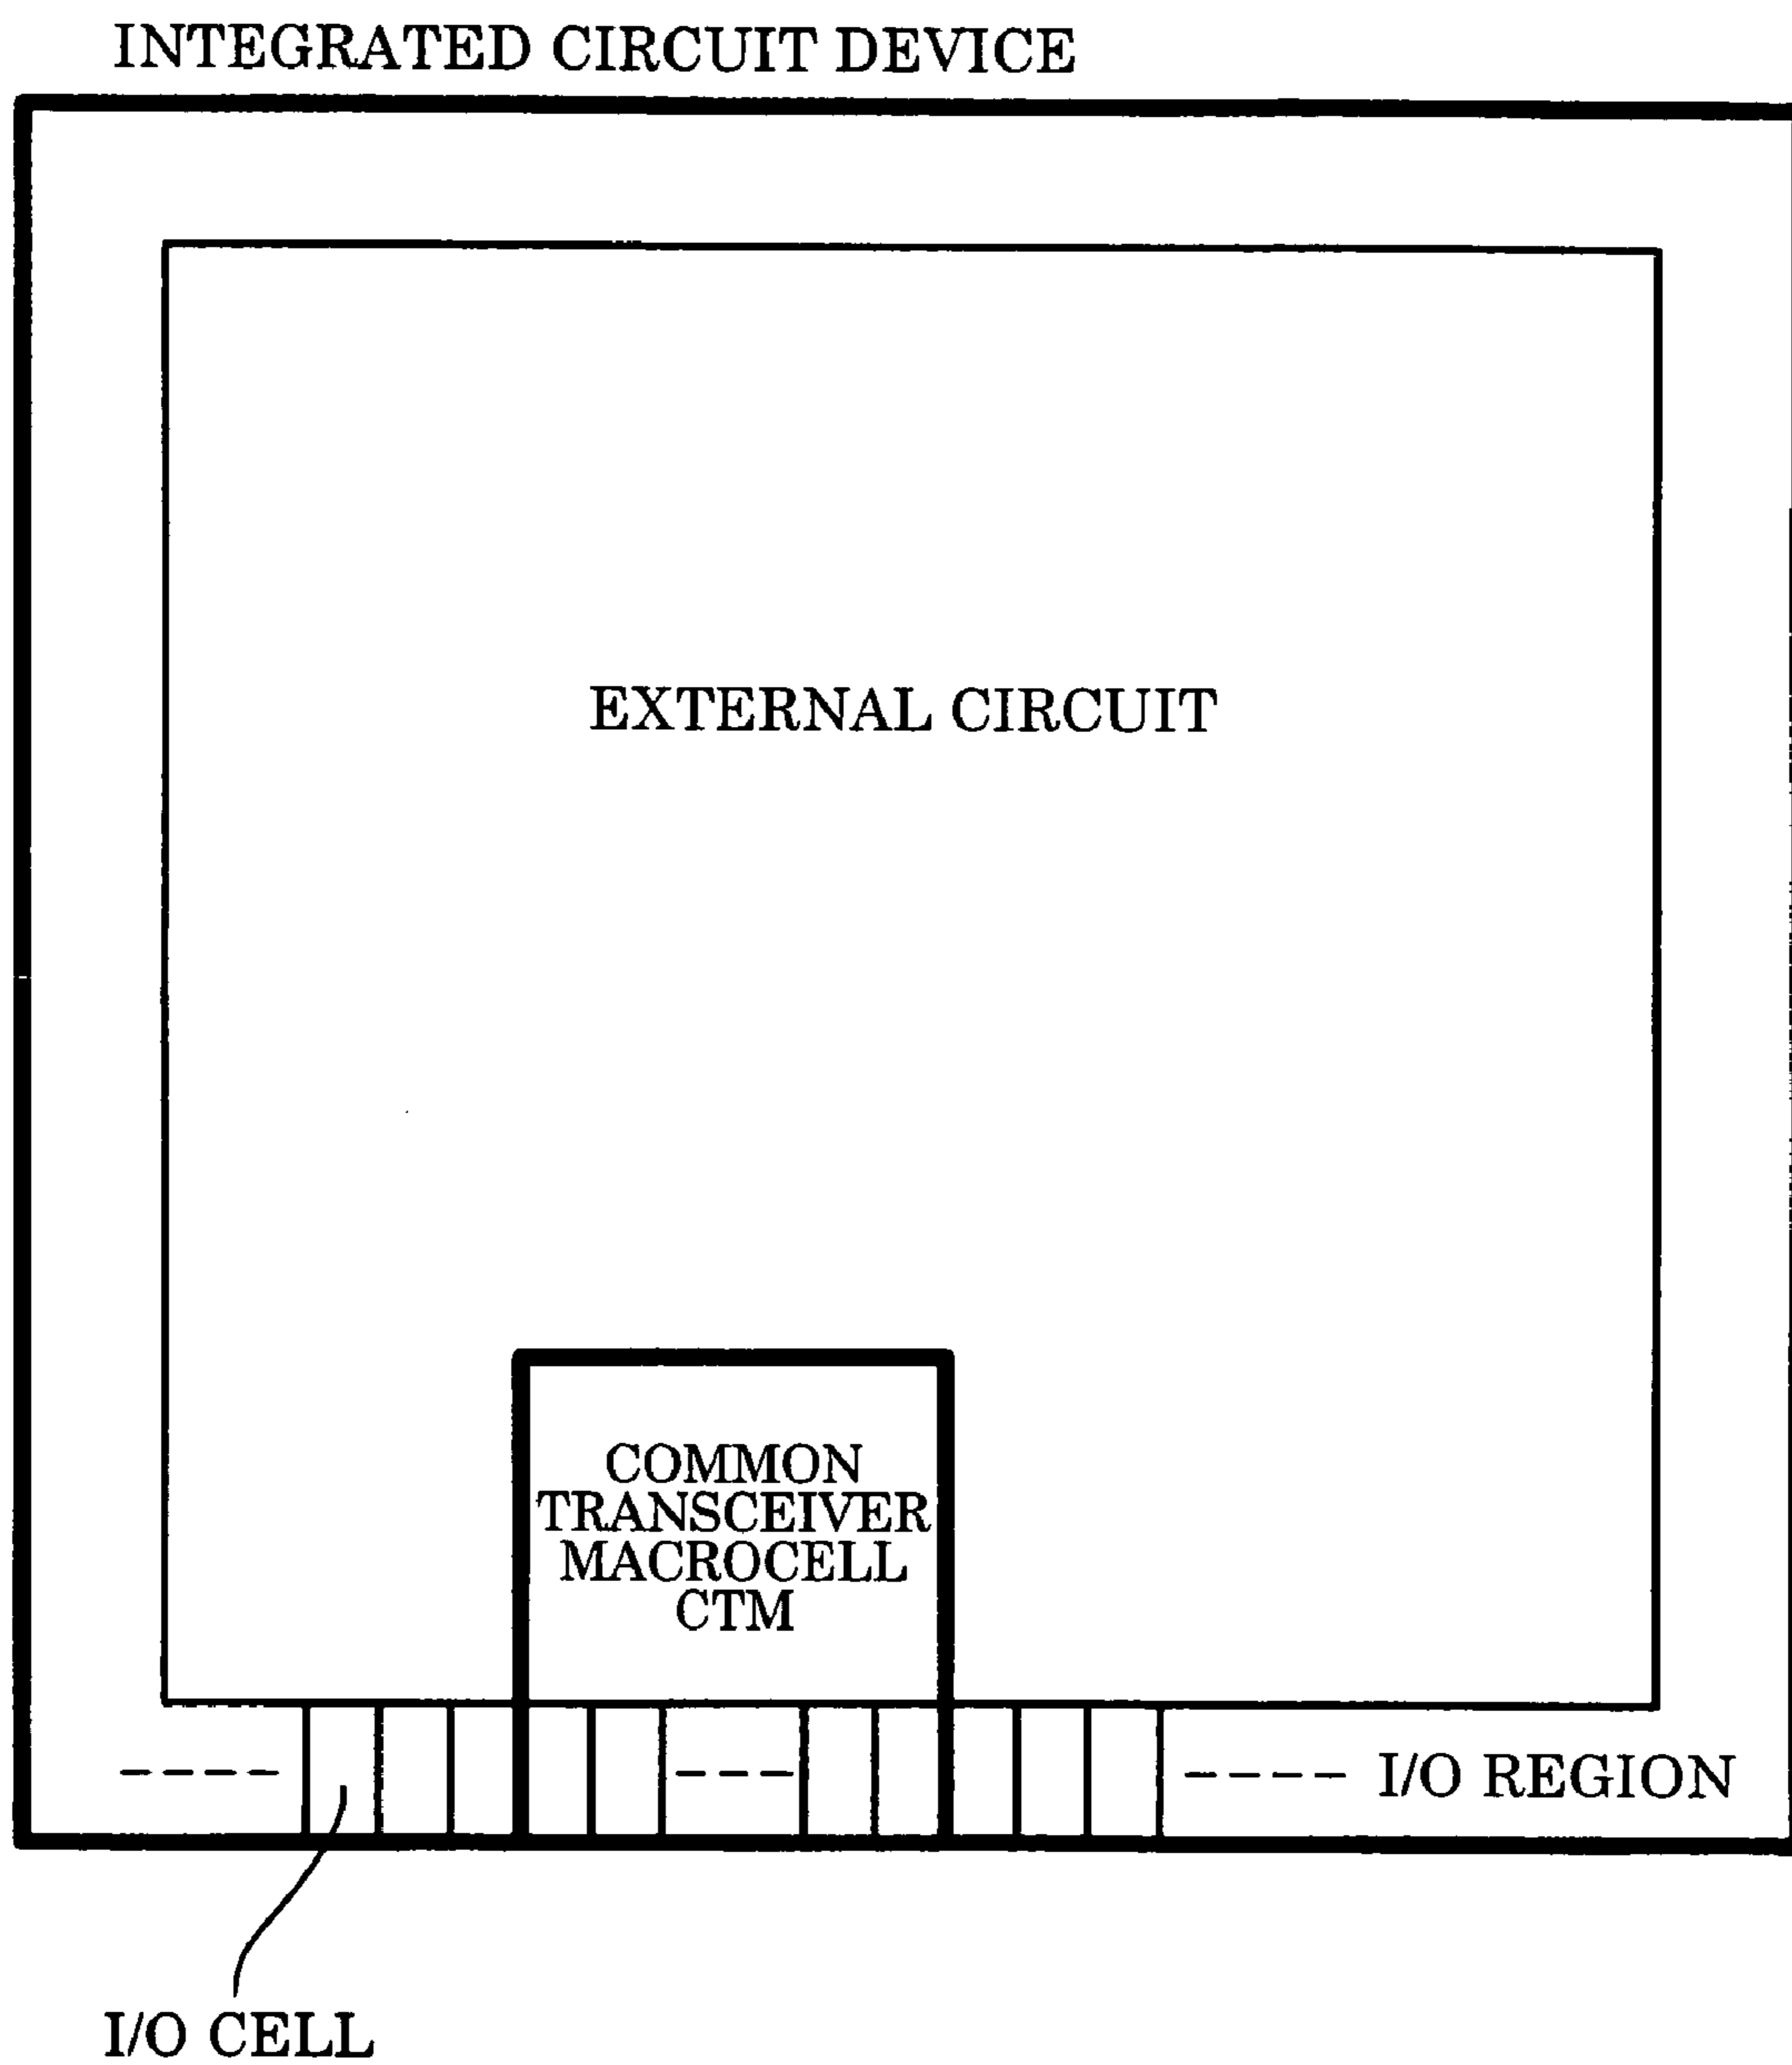 INTEGRATED CIRCUIT DEVICE
EXTERNAL CIRCUIT
COMMON
TRANSCEIVER
MACROCELL
CTM
I/O REGION
I/O CELL